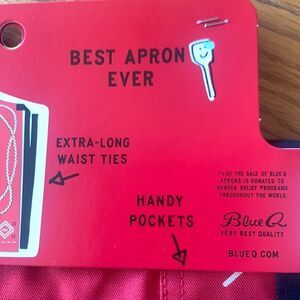 BEST APRON
EVER
EXTRA-LONG
WAIST TIES
HANDY
POCKETS
% OF THE SALE OF BLUE Q
APRONS IS DONATED TO
HUNGER RELIEF PROGRAMS
THROUGHOUT THE WORLD.
Blue Q
VERY BEST QUALITY
BLUEQ.COM